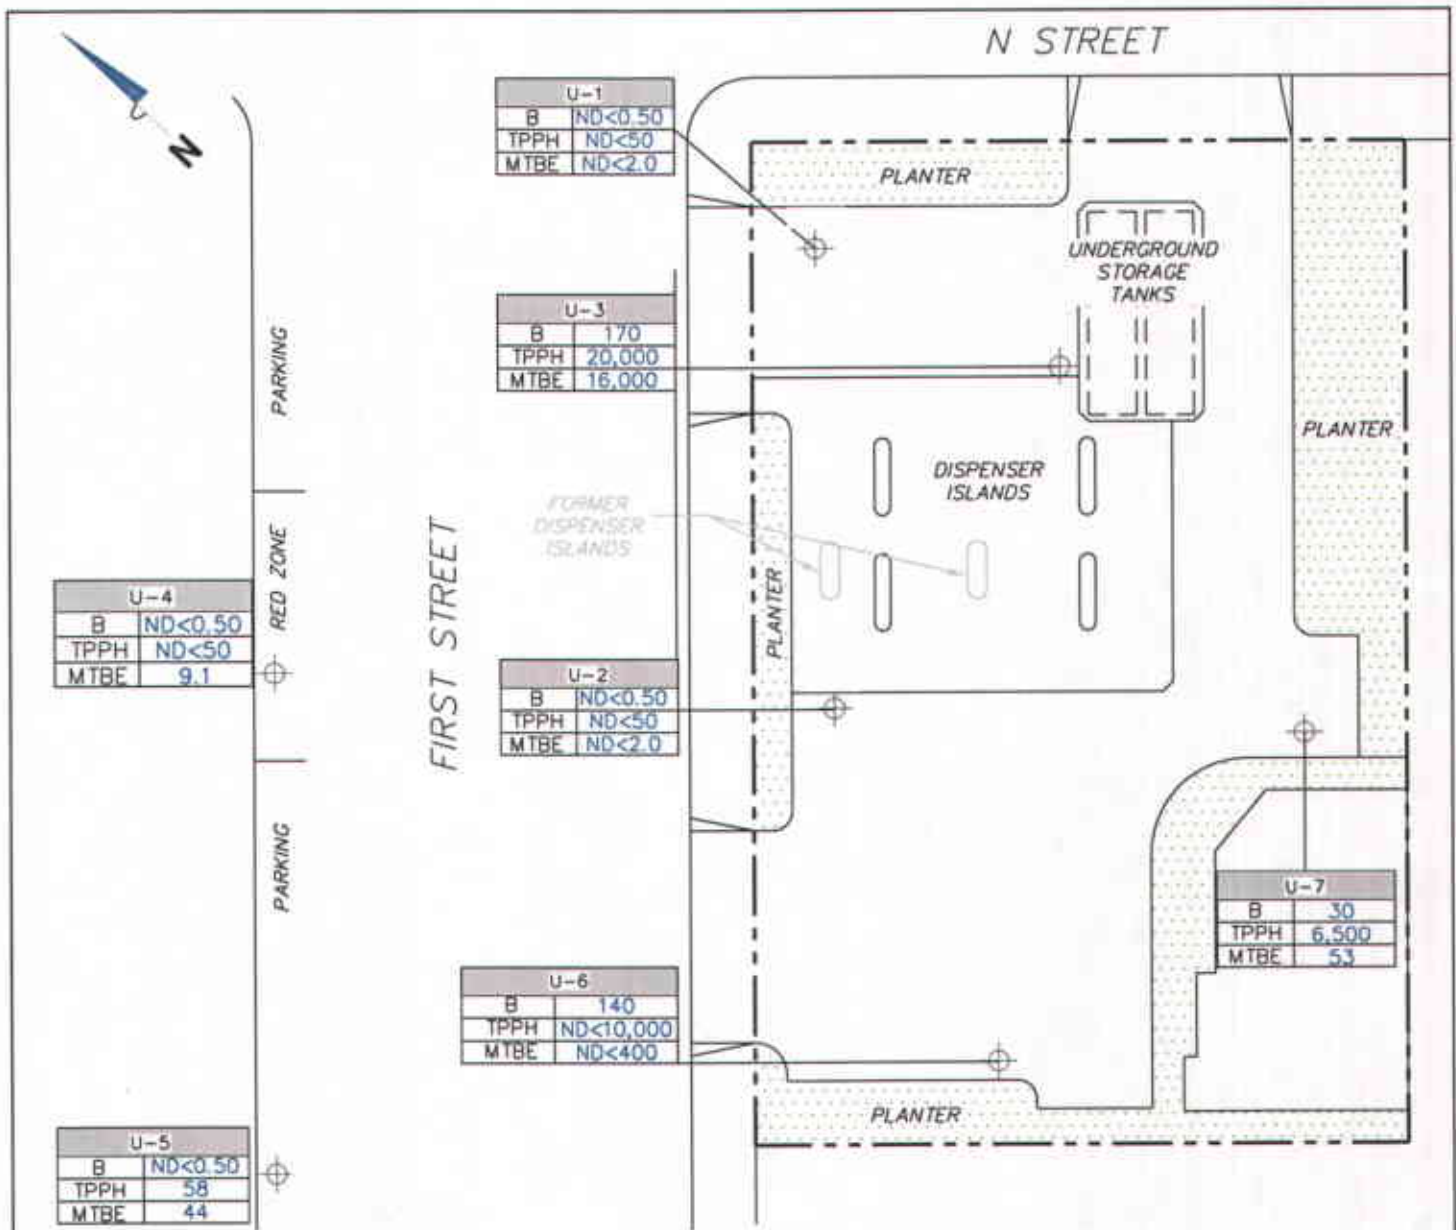 N STREET
N
U-1
B ND<0.50
TPPH ND<50
MTBE ND<2.0
PLANTER
UNDERGROUND
STORAGE
TANKS
U-3
B 170
TPPH 20,000
MTBE 16,000
PARKING
PLANTER
DISPENSER
ISLANDS
FORMER
DISPENSER
ISLANDS
RED ZONE
FIRST STREET
PLANTER
U-4
B ND<0.50
TPPH ND<50
MTBE 9.1
U-2
B ND<0.50
TPPH ND<50
MTBE ND<2.0
PARKING
U-7
B 30
TPPH 6,500
MTBE 53
U-6
B 140
TPPH ND<10,000
MTBE ND<400
PLANTER
U-5
B ND<0.50
TPPH 58
MTBE 44